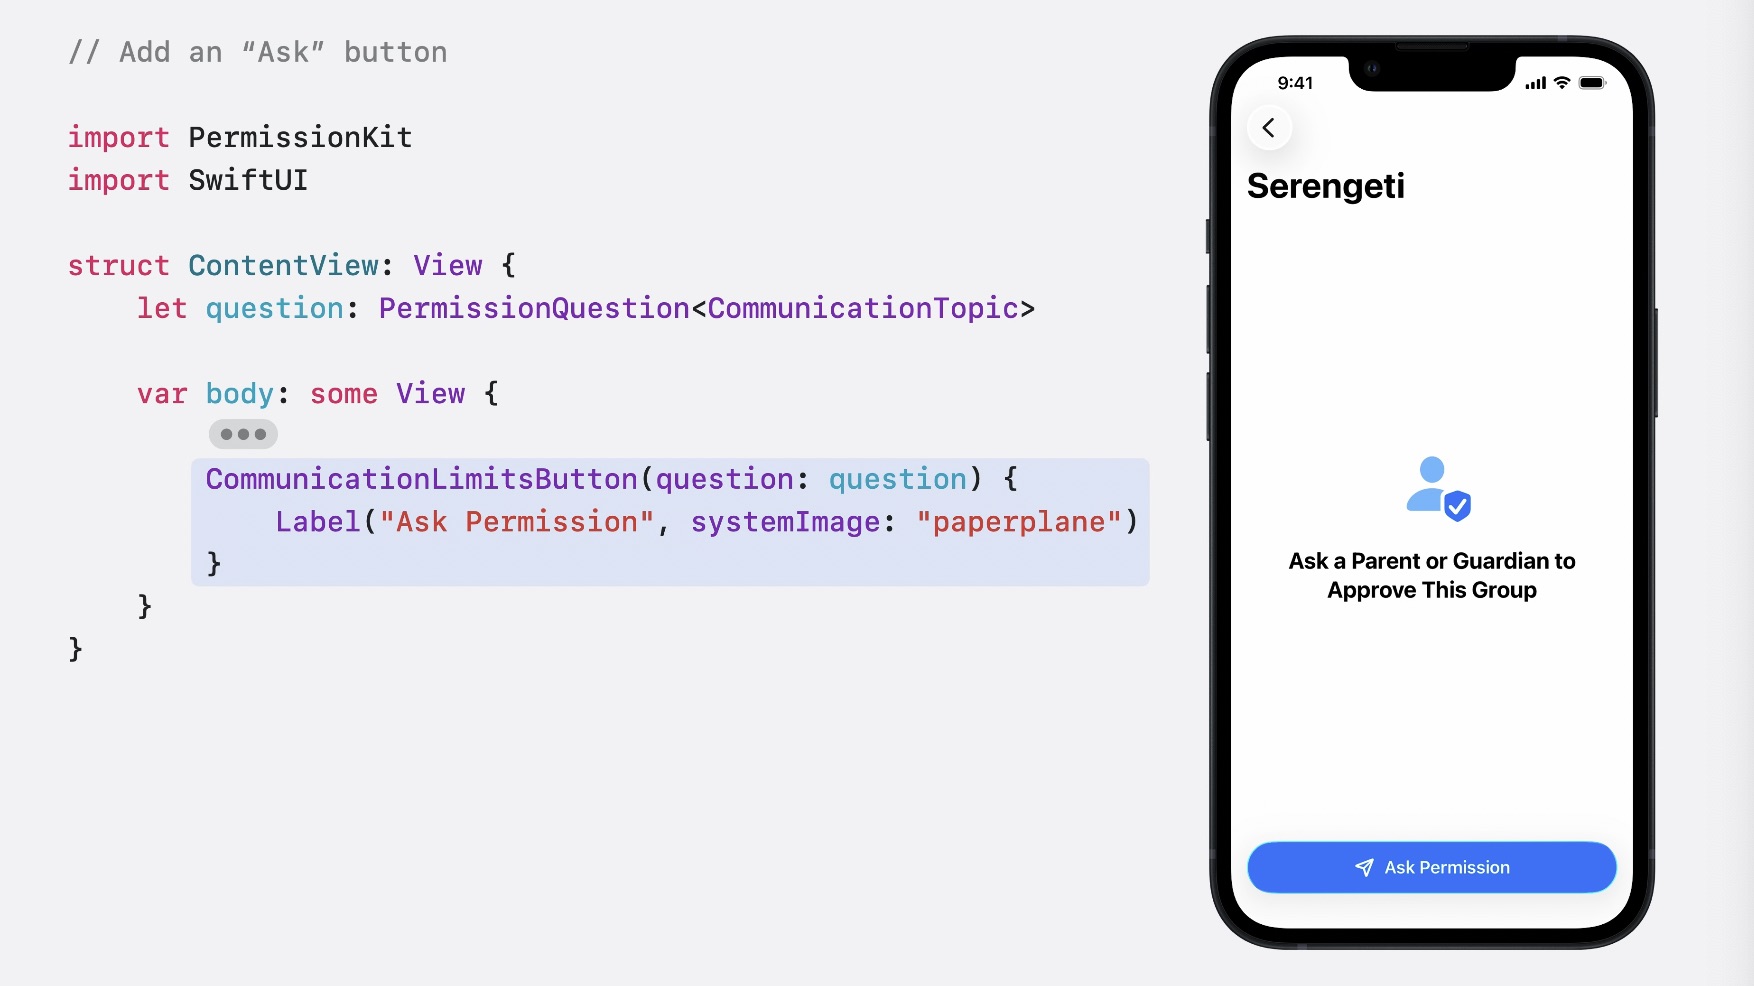 // Add an “Ask” button
import PermissionKit
import SwiftUI
struct ContentView: View {
let question: PermissionQuestion<CommunicationTopic>
var body: some View {
CommunicationLimitsButton(question: question) {
Label("Ask Permission", systemImage: "paperplane")
}
}
}
9:41
Serengeti
Ask a Parent or Guardian to
Approve This Group
Ask Permission